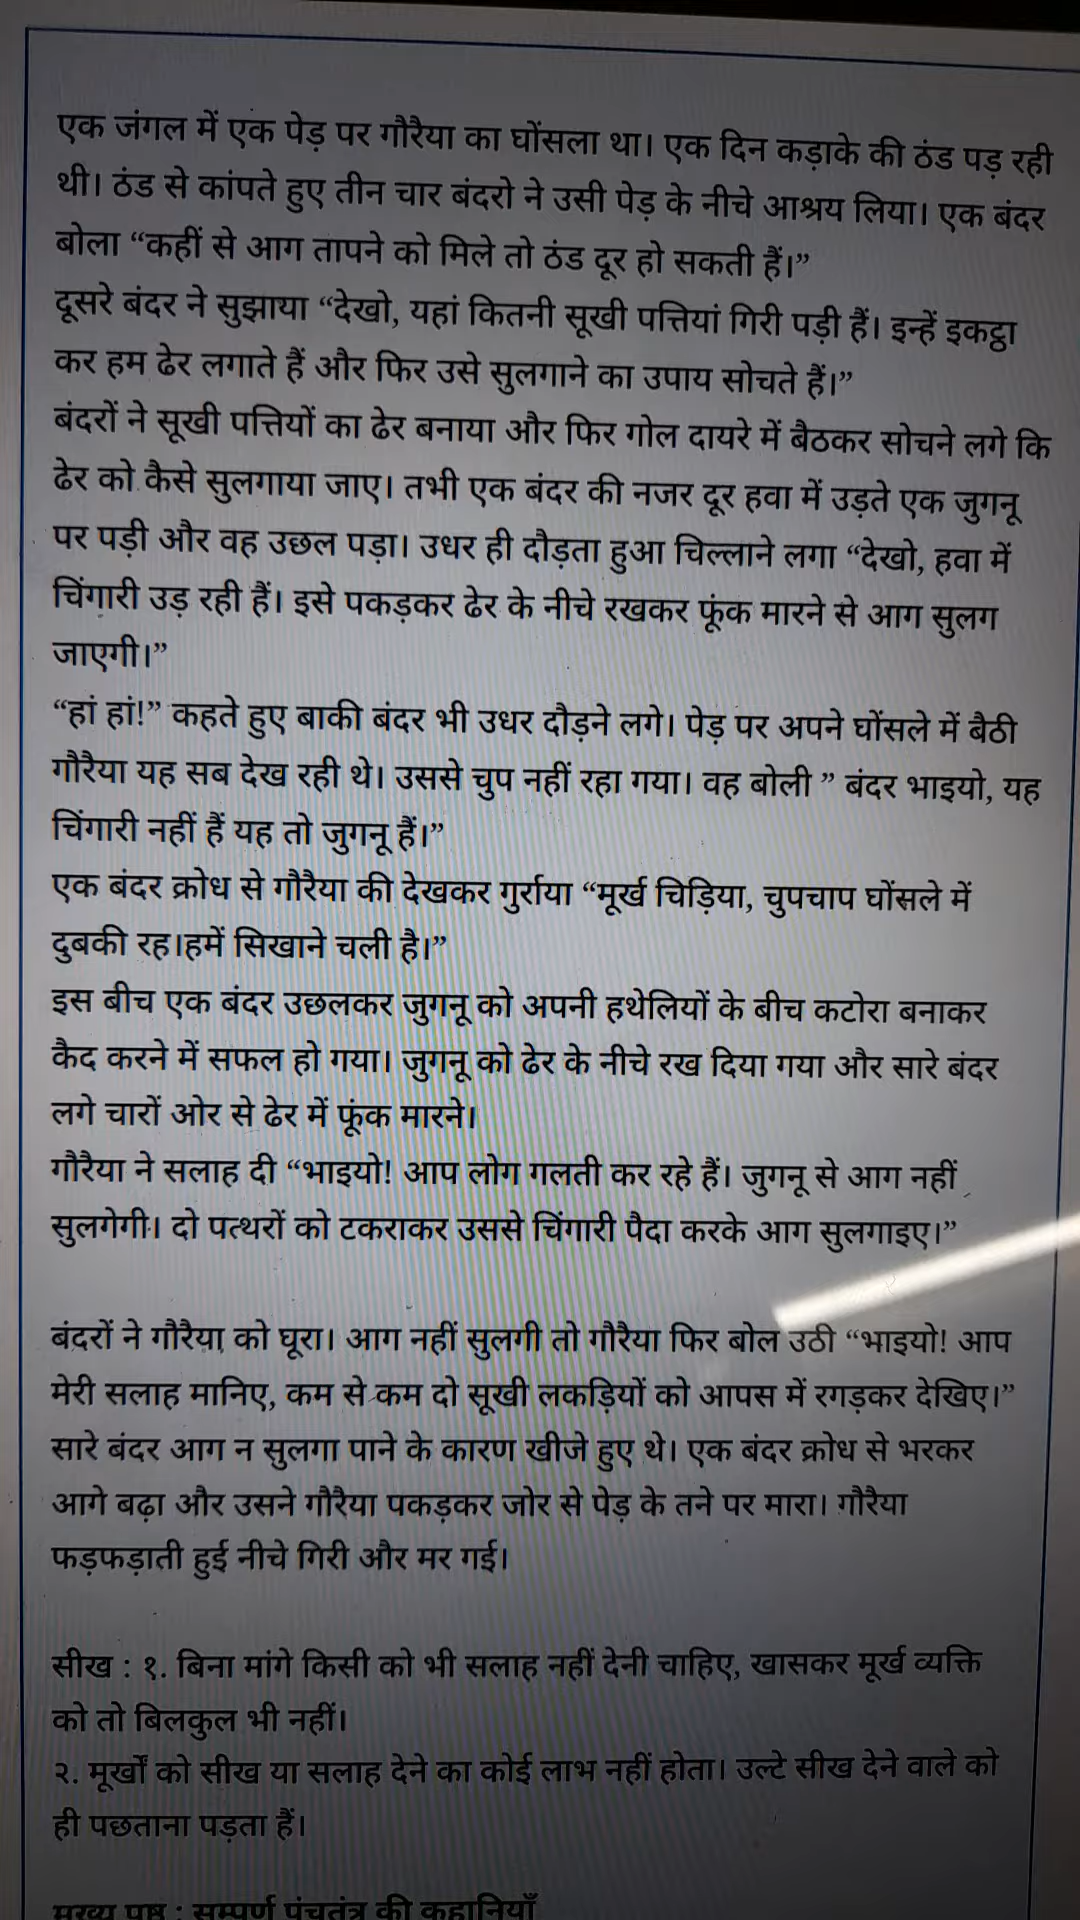 एक जंगल में एक पेड़ पर गौरैया का घोंसला था। एक दिन कड़ाके की ठंड पड़ रही
थी। ठंड से कांपते हुए तीन चार बंदरो ने उसी पेड़ के नीचे आश्रय लिया। एक बंदर
बोला “कहीं से आग तापने को मिले तो ठंड दूर हो सकती हैं।”
दूसरे बंदर ने सुझाया “देखो, यहां कितनी सूखी पत्तियां गिरी पड़ी हैं। इन्हें इकट्ठा
कर हम ढेर लगाते हैं और फिर उसे सुलगाने का उपाय सोचते हैं।”
बंदरों ने सूखी पत्तियों का ढेर बनाया और फिर गोल दायरे में बैठकर सोचने लगे कि
ढेर को कैसे सुलगाया जाए। तभी एक बंदर की नजर दूर हवा में उड़ते एक जुगनू
पर पड़ी और वह उछल पड़ा। उधर ही दौड़ता हुआ चिल्लाने लगा “देखो, हवा में
चिंगारी उड़ रही हैं। इसे पकड़कर ढेर के नीचे रखकर फूंक मारने से आग सुलग
जाएगी।”
“हां हां!” कहते हुए बाकी बंदर भी उधर दौड़ने लगे। पेड़ पर अपने घोंसले में बैठी
गौरैया यह सब देख रही थे। उससे चुप नहीं रहा गया। वह बोली ” बंदर भाइयो, यह
चिंगारी नहीं हैं यह तो जुगनू हैं।”
एक बंदर क्रोध से गौरैया की देखकर गुर्राया “मूर्ख चिड़िया, चुपचाप घोंसले में
दुबकी रह।हमें सिखाने चली है।”
इस बीच एक बंदर उछलकर जुगनू को अपनी हथेलियों के बीच कटोरा बनाकर
कैद करने में सफल हो गया। जुगनू को ढेर के नीचे रख दिया गया और सारे बंदर
लगे चारों ओर से ढेर में फूंक मारने।
गौरैया ने सलाह दी “भाइयो! आप लोग गलती कर रहे हैं। जुगनू से आग नहीं
सुलगेगी। दो पत्थरों को टकराकर उससे चिंगारी पैदा करके आग सुलगाइए।”
बंदरों ने गौरैया को घूरा। आग नहीं सुलगी तो गौरैया फिर बोल उठी “भाइयो! आप
मेरी सलाह मानिए, कम से कम दो सूखी लकड़ियों को आपस में रगड़कर देखिए।”
सारे बंदर आग न सुलगा पाने के कारण खीजे हुए थे। एक बंदर क्रोध से भरकर
आगे बढ़ा और उसने गौरैया पकड़कर जोर से पेड़ के तने पर मारा। गौरैया
फड़फड़ाती हुई नीचे गिरी और मर गई।
सीख : १. बिना मांगे किसी को भी सलाह नहीं देनी चाहिए, खासकर मूर्ख व्यक्ति
को तो बिलकुल भी नहीं।
२. मूर्खों को सीख या सलाह देने का कोई लाभ नहीं होता। उल्टे सीख देने वाले को
ही पछताना पड़ता हैं।
मुख्य पृष्ठ : सम्पूर्ण पंचतंत्र की कहानियाँ